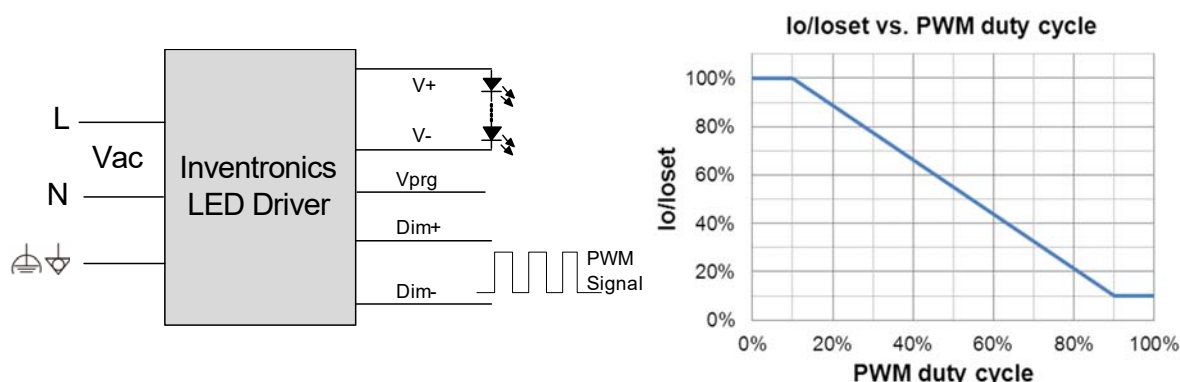 L
Vac
N
Inventronics
LED Driver
V+
V-
Vprg
Dim+
Dim-
PWM
Signal
Io/Ioset vs. PWM duty cycle
Io/Ioset
100%
80%
60%
40%
20%
0%
0% 20% 40% 60% 80% 100%
PWM duty cycle